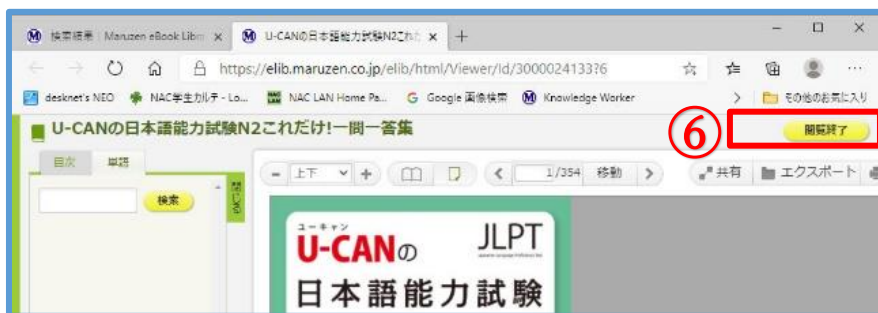 検索結果 | Maruzen eBook Libr
U-CANの日本語能力試験N2これだ
https://elib.maruzen.co.jp/elib/html/Viewer/Id/3000024133?6
desknet's NEO
NAC学生カルテ - Lo...
NAC LAN Home Pa...
Google 画像検索
Knowledge Worker
その他のお気に入り
U-CANの日本語能力試験N2これだけ!一問一答集
⑥
閲覧終了
目次 単語
検索
閉じる
上下
1/354 移動
共有 エクスポート
ユーキャン
U-CANの JLPT
日本語能力試験